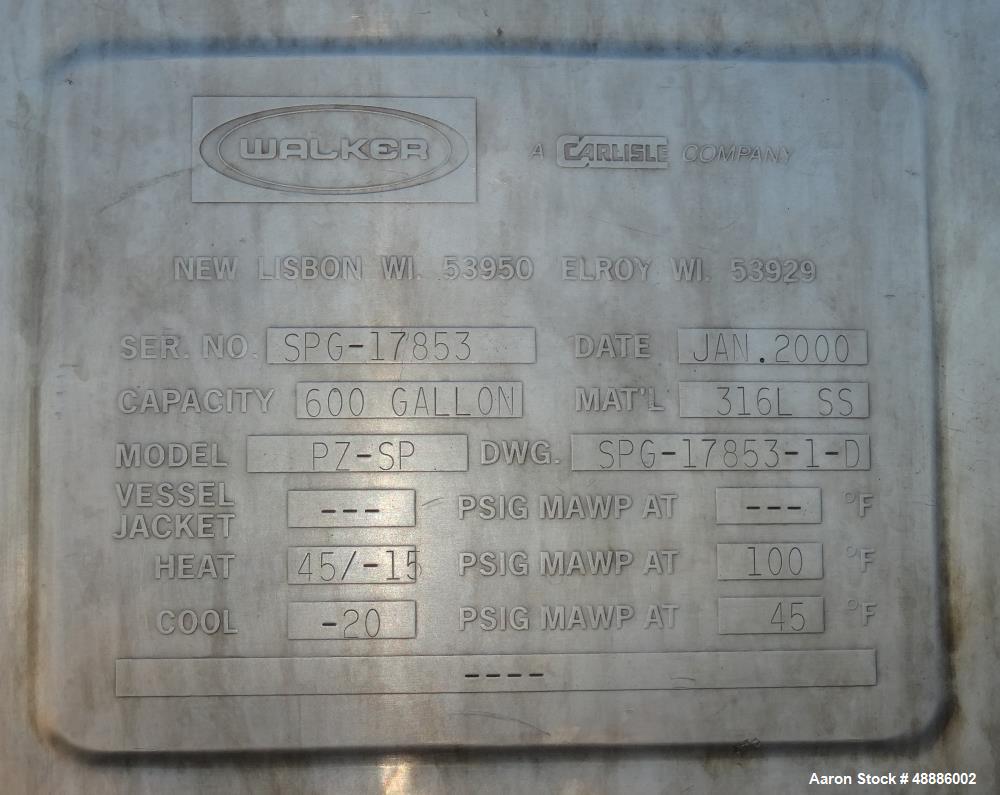 WALKER A CARLISLE COMPANY
NEW LISBON WI. 53950 ELROY WI. 53929
SER. NO. SPG-17853 DATE JAN.2000
CAPACITY 600 GALLON MAT'L 316L SS
MODEL PZ-SP DWG. SPG-17853-1-D
VESSEL --- PSIG MAWP AT --- °F
JACKET
HEAT 45/-15 PSIG MAWP AT 100 °F
COOL -20 PSIG MAWP AT 45 °F
----
Aaron Stock # 48886002